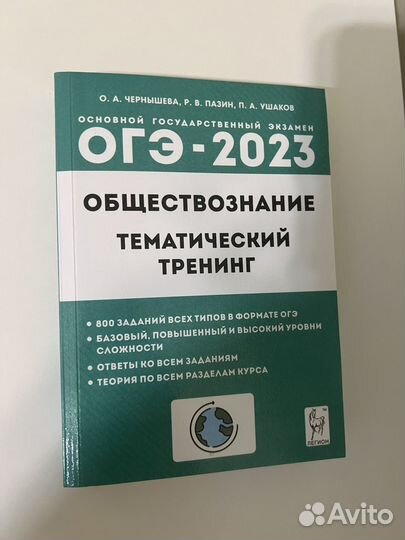 О. А. ЧЕРНЫШЕВА, Р. В. ПАЗИН, П. А. УШАКОВ
ОСНОВНОЙ ГОСУДАРСТВЕННЫЙ ЭКЗАМЕН
ОГЭ - 2023
ОБЩЕСТВОЗНАНИЕ
ТЕМАТИЧЕСКИЙ
ТРЕНИНГ
• 800 ЗАДАНИЙ ВСЕХ ТИПОВ В ФОРМАТЕ ОГЭ
• БАЗОВЫЙ, ПОВЫШЕННЫЙ И ВЫСОКИЙ УРОВНИ
СЛОЖНОСТИ
• ОТВЕТЫ КО ВСЕМ ЗАДАНИЯМ
• ТЕОРИЯ ПО ВСЕМ РАЗДЕЛАМ КУРСА
ЛЕГИОН
Avito